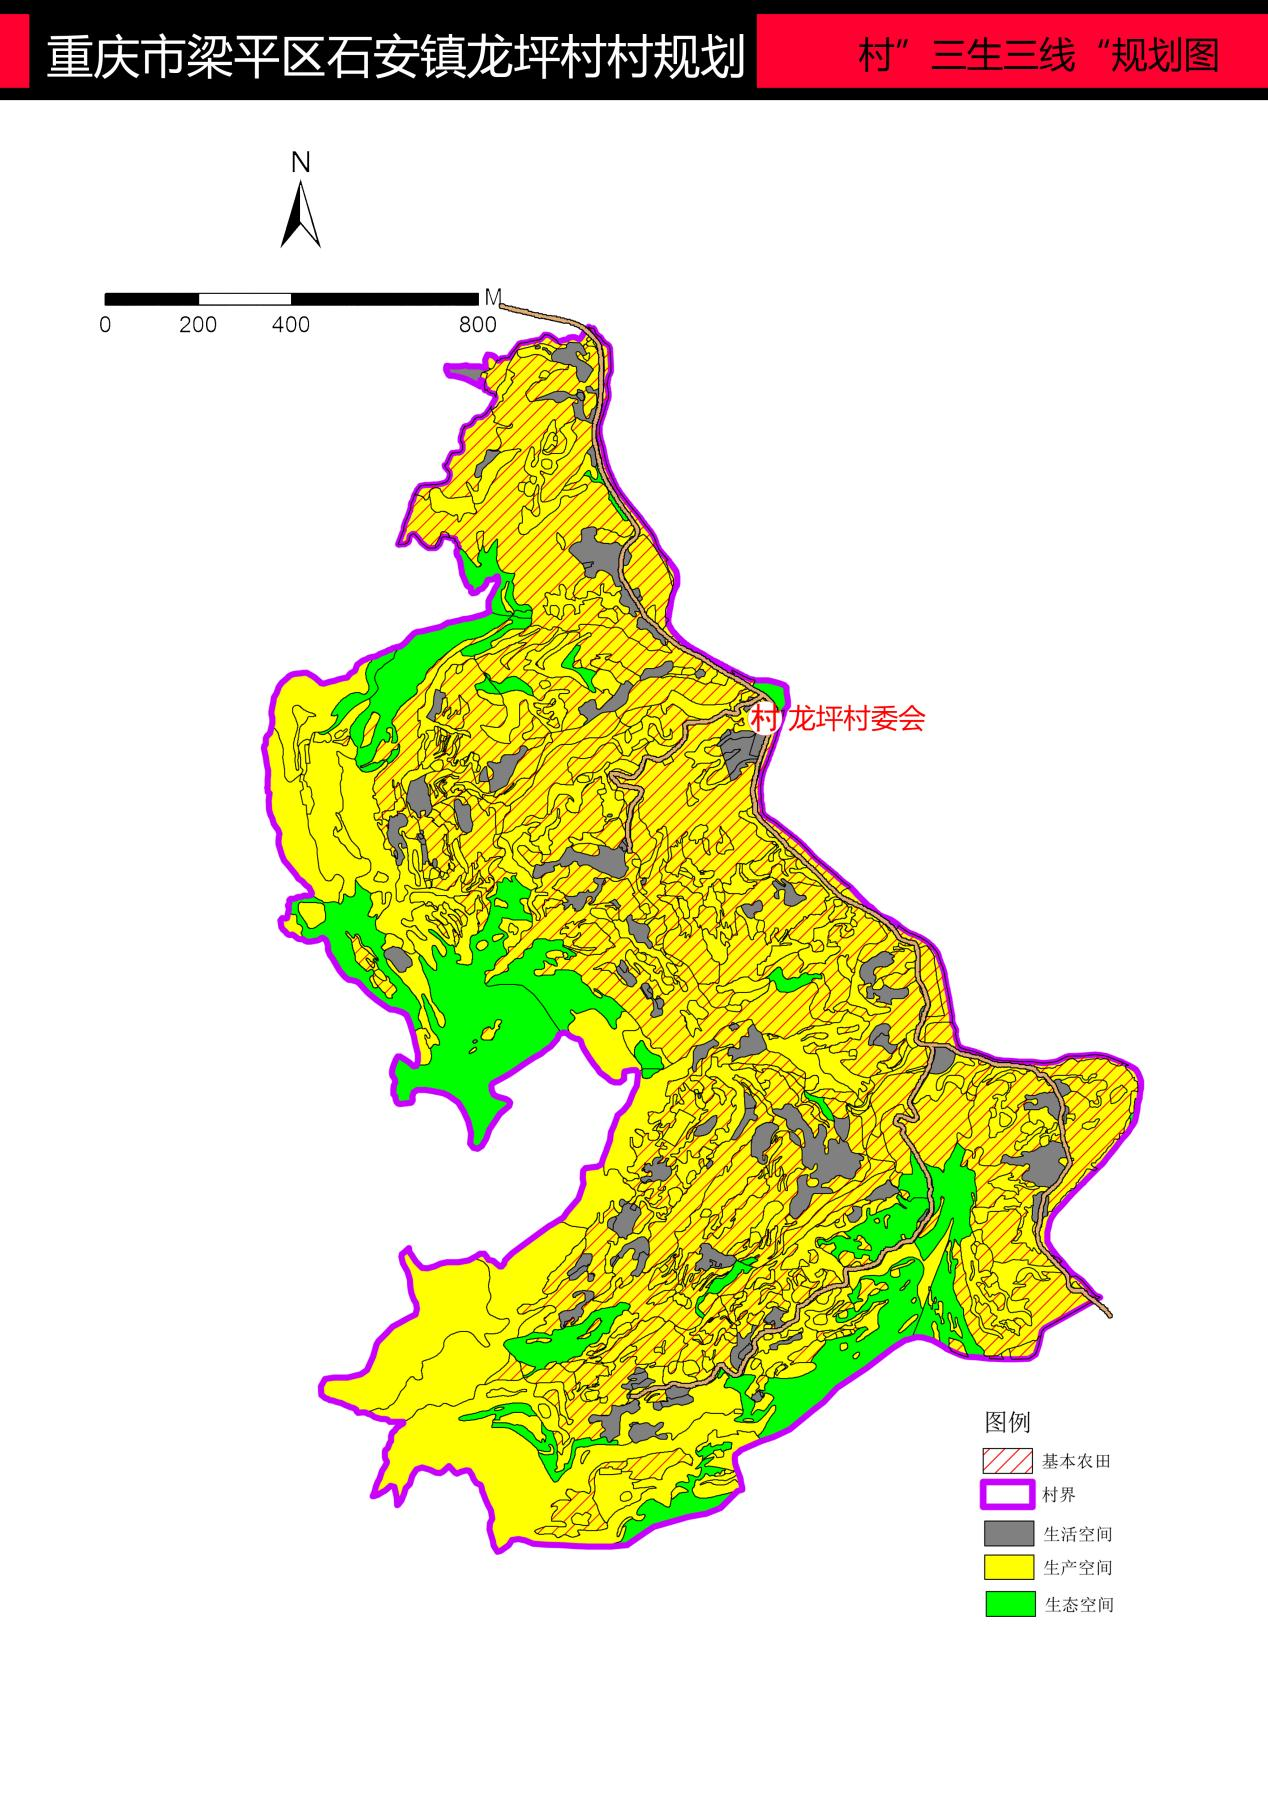 重庆市梁平区石安镇龙坪村村规划
村”三生三线“规划图
N
M
0 200 400 800
村 龙坪村委会
图例
基本农田
村界
生活空间
生产空间
生态空间